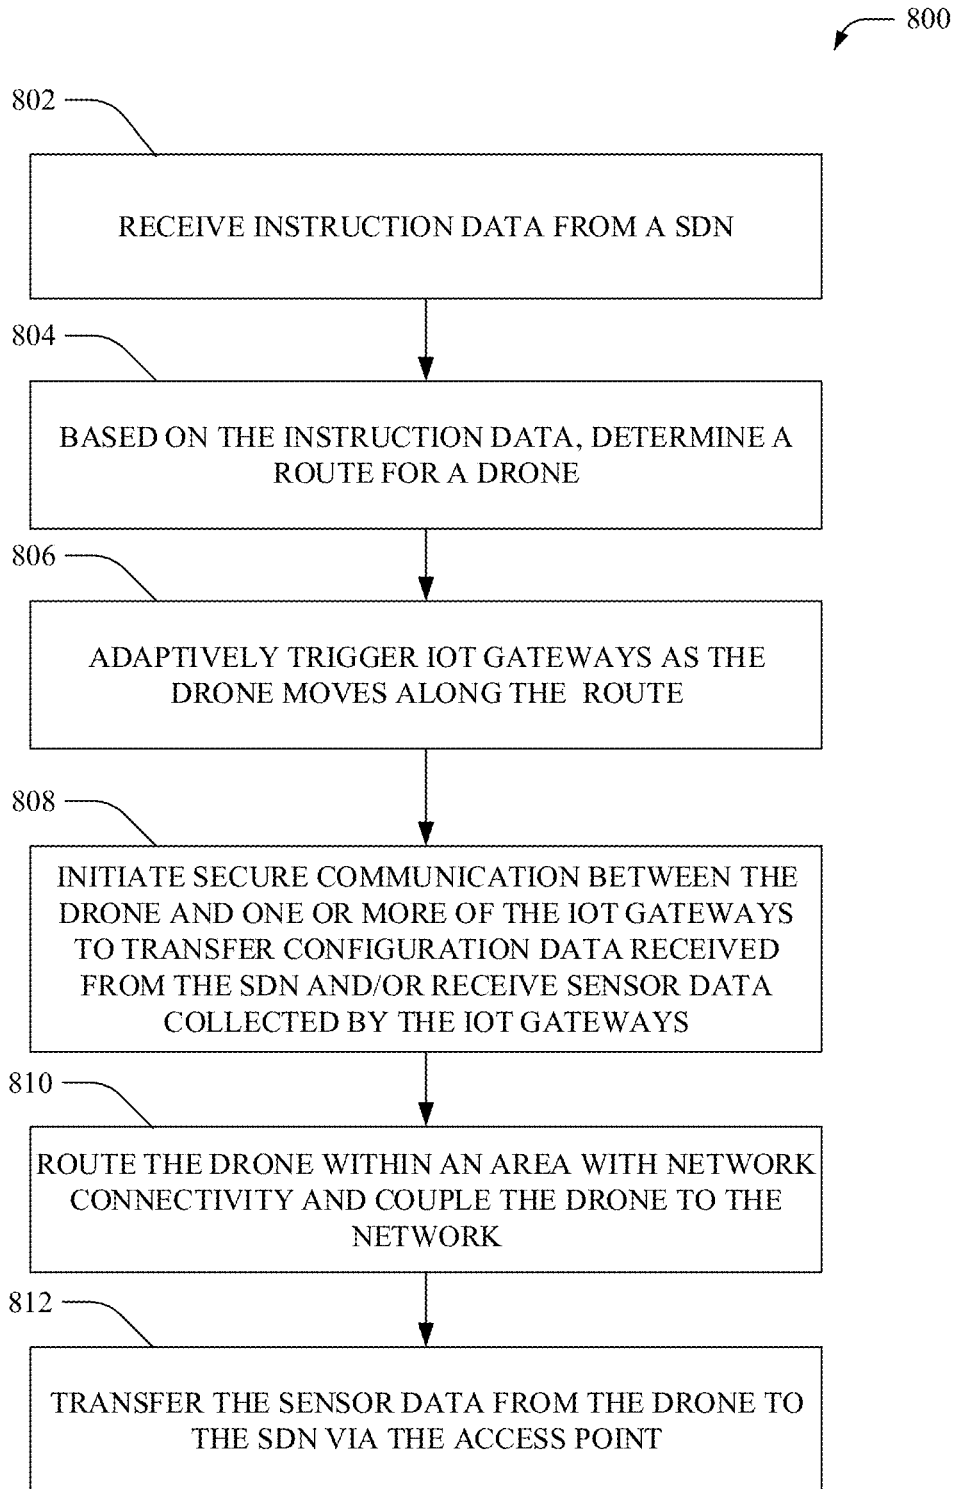 800
802
RECEIVE INSTRUCTION DATA FROM A SDN
804
BASED ON THE INSTRUCTION DATA, DETERMINE A
ROUTE FOR A DRONE
806
ADAPTIVELY TRIGGER IOT GATEWAYS AS THE
DRONE MOVES ALONG THE ROUTE
808
INITIATE SECURE COMMUNICATION BETWEEN THE
DRONE AND ONE OR MORE OF THE IOT GATEWAYS
TO TRANSFER CONFIGURATION DATA RECEIVED
FROM THE SDN AND/OR RECEIVE SENSOR DATA
COLLECTED BY THE IOT GATEWAYS
810
ROUTE THE DRONE WITHIN AN AREA WITH NETWORK
CONNECTIVITY AND COUPLE THE DRONE TO THE
NETWORK
812
TRANSFER THE SENSOR DATA FROM THE DRONE TO
THE SDN VIA THE ACCESS POINT